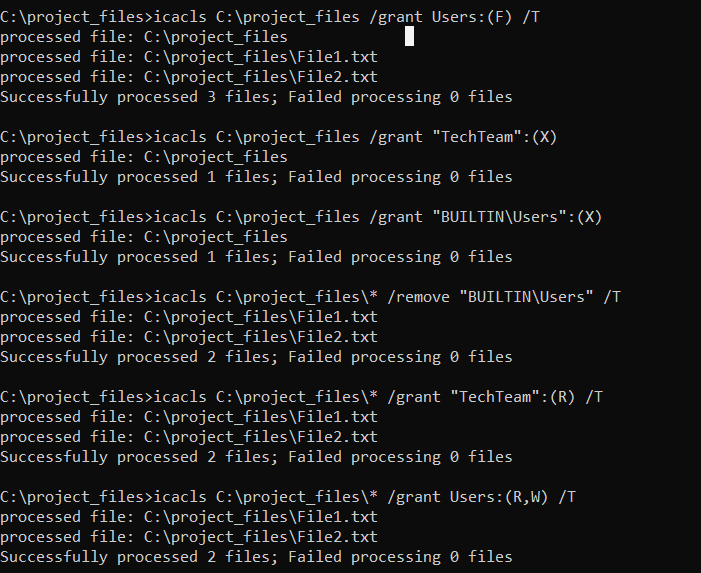 C:\project_files>icacls C:\project_files /grant Users:(F) /T
processed file: C:\project_files
processed file: C:\project_files\File1.txt
processed file: C:\project_files\File2.txt
Successfully processed 3 files; Failed processing 0 files
C:\project_files>icacls C:\project_files /grant "TechTeam":(X)
processed file: C:\project_files
Successfully processed 1 files; Failed processing 0 files
C:\project_files>icacls C:\project_files /grant "BUILTIN\Users":(X)
processed file: C:\project_files
Successfully processed 1 files; Failed processing 0 files
C:\project_files>icacls C:\project_files\* /remove "BUILTIN\Users" /T
processed file: C:\project_files\File1.txt
processed file: C:\project_files\File2.txt
Successfully processed 2 files; Failed processing 0 files
C:\project_files>icacls C:\project_files\* /grant "TechTeam":(R) /T
processed file: C:\project_files\File1.txt
processed file: C:\project_files\File2.txt
Successfully processed 2 files; Failed processing 0 files
C:\project_files>icacls C:\project_files\* /grant Users:(R,W) /T
processed file: C:\project_files\File1.txt
processed file: C:\project_files\File2.txt
Successfully processed 2 files; Failed processing 0 files